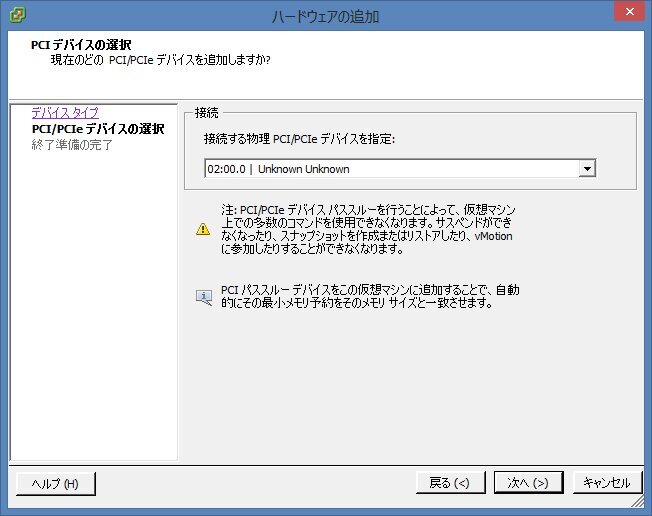 ハードウェアの追加
PCI デバイスの選択
現在のどの PCI/PCIe デバイスを追加しますか?
デバイス タイプ
PCI/PCIe デバイスの選択
終了準備の完了
接続
接続する物理 PCI/PCIe デバイスを指定:
02:00.0 | Unknown Unknown
注: PCI/PCIe デバイス パススルーを行うことによって、仮想マシン
上での多数のコマンドを使用できなくなります。サスペンドができ
なくなったり、スナップショットを作成またはリストアしたり、vMotion
に参加したりすることができなくなります。
PCI パススルー デバイスをこの仮想マシンに追加することで、自動
的にその最小メモリ予約をそのメモリ サイズと一致させます。
ヘルプ (H)
戻る (<)
次へ (>)
キャンセル